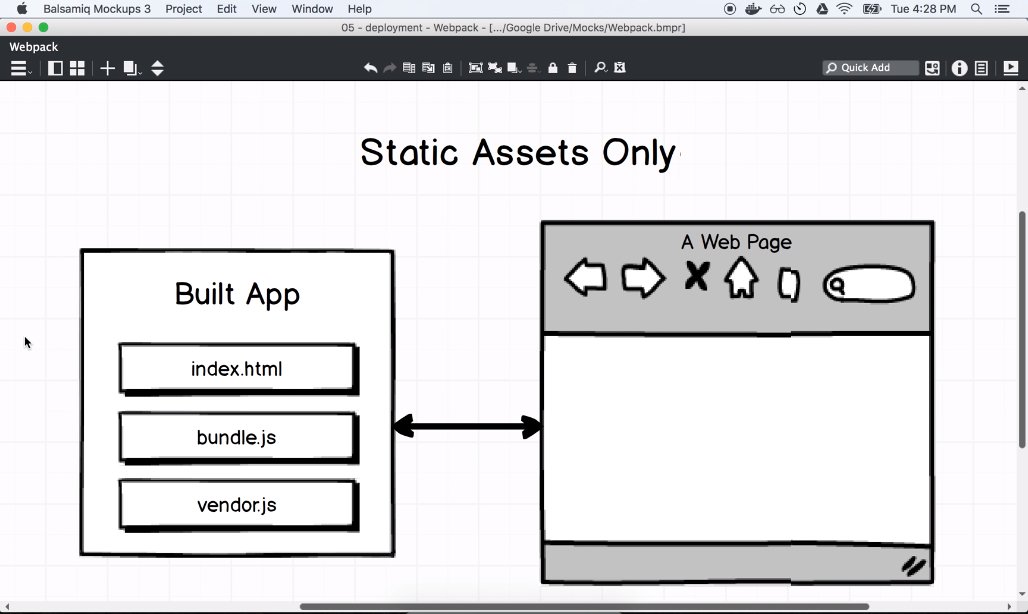 Balsamiq Mockups 3 Project Edit View Window Help Tue 4:28 PM
05 - deployment - Webpack - [.../Google Drive/Mocks/Webpack.bmpr]
Webpack
Quick Add
Static Assets Only
A Web Page
Built App
index.html
bundle.js
vendor.js